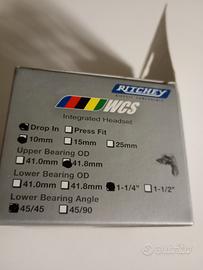 RITCHEY
WCS
Integrated Headset
Drop In Press Fit
10mm 15mm 25mm
Upper Bearing OD
41.0mm 41.8mm
Lower Bearing OD
41.0mm 41.8mm 1-1/4" 1-1/2"
Lower Bearing Angle
45/45 45/90
subito